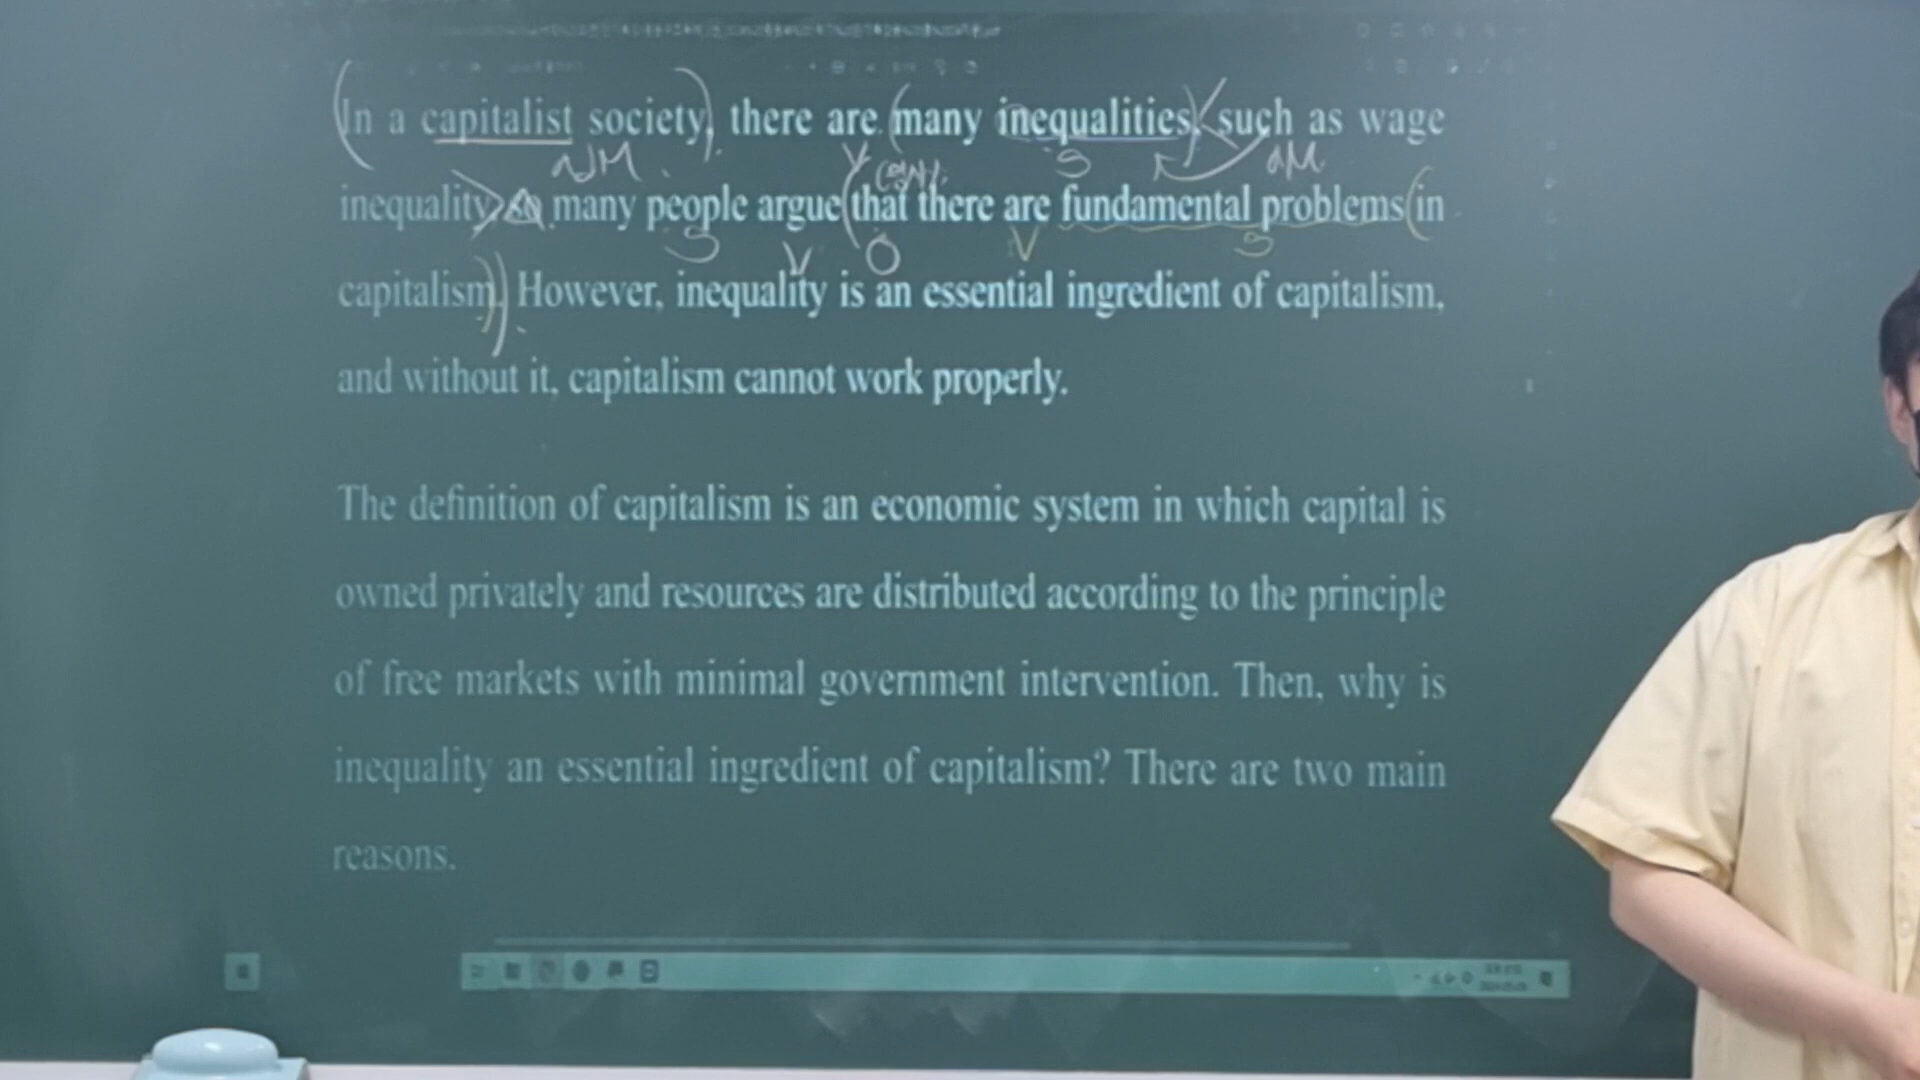 (In a capitalist society), there are (many inequalities), <such as wage
NM V S
inequality> so many people argue (that there are fundamental problems (in
S V O V S
capitalism)). However, inequality is an essential ingredient of capitalism,
and without it, capitalism cannot work properly.
The definition of capitalism is an economic system in which capital is
owned privately and resources are distributed according to the principle
of free markets with minimal government intervention. Then, why is
inequality an essential ingredient of capitalism? There are two main
reasons.